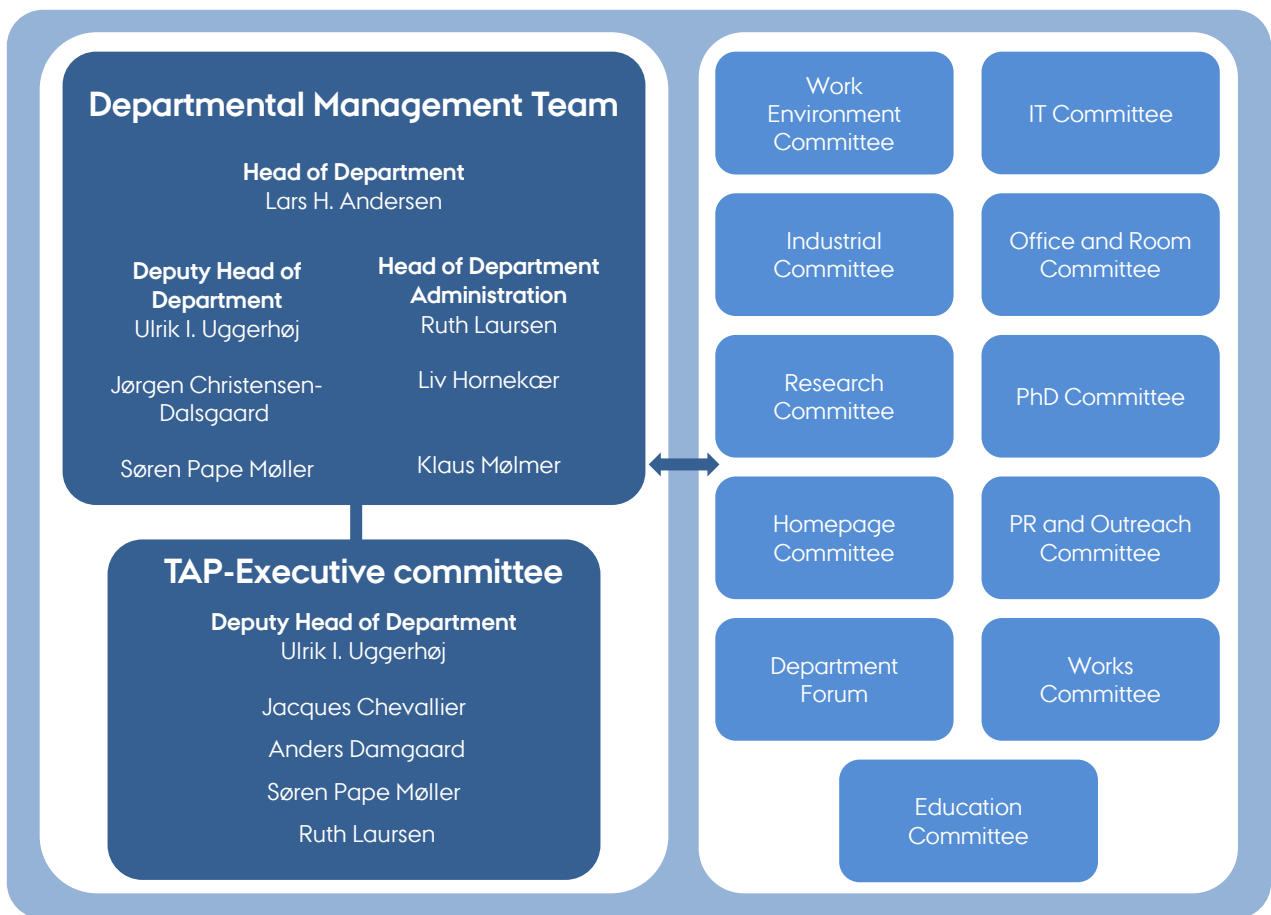 Departmental Management Team
Head of Department
Lars H. Andersen
Deputy Head of
Department
Ulrik I. Uggerhøj
Jørgen Christensen-
Dalsgaard
Søren Pape Møller
Head of Department
Administration
Ruth Laursen
Liv Hornekær
Klaus Mølmer
TAP-Executive committee
Deputy Head of Department
Ulrik I. Uggerhøj
Jacques Chevallier
Anders Damgaard
Søren Pape Møller
Ruth Laursen
Work
Environment
Committee
IT Committee
Industrial
Committee
Office and Room
Committee
Research
Committee
PhD Committee
Homepage
Committee
PR and Outreach
Committee
Department
Forum
Works
Committee
Education
Committee